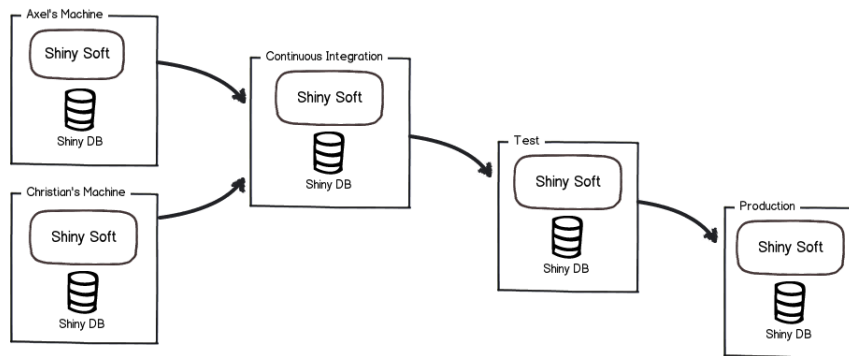 Axel's Machine
Shiny Soft
Shiny DB
Christian's Machine
Shiny Soft
Shiny DB
Continuous Integration
Shiny Soft
Shiny DB
Test
Shiny Soft
Shiny DB
Production
Shiny Soft
Shiny DB